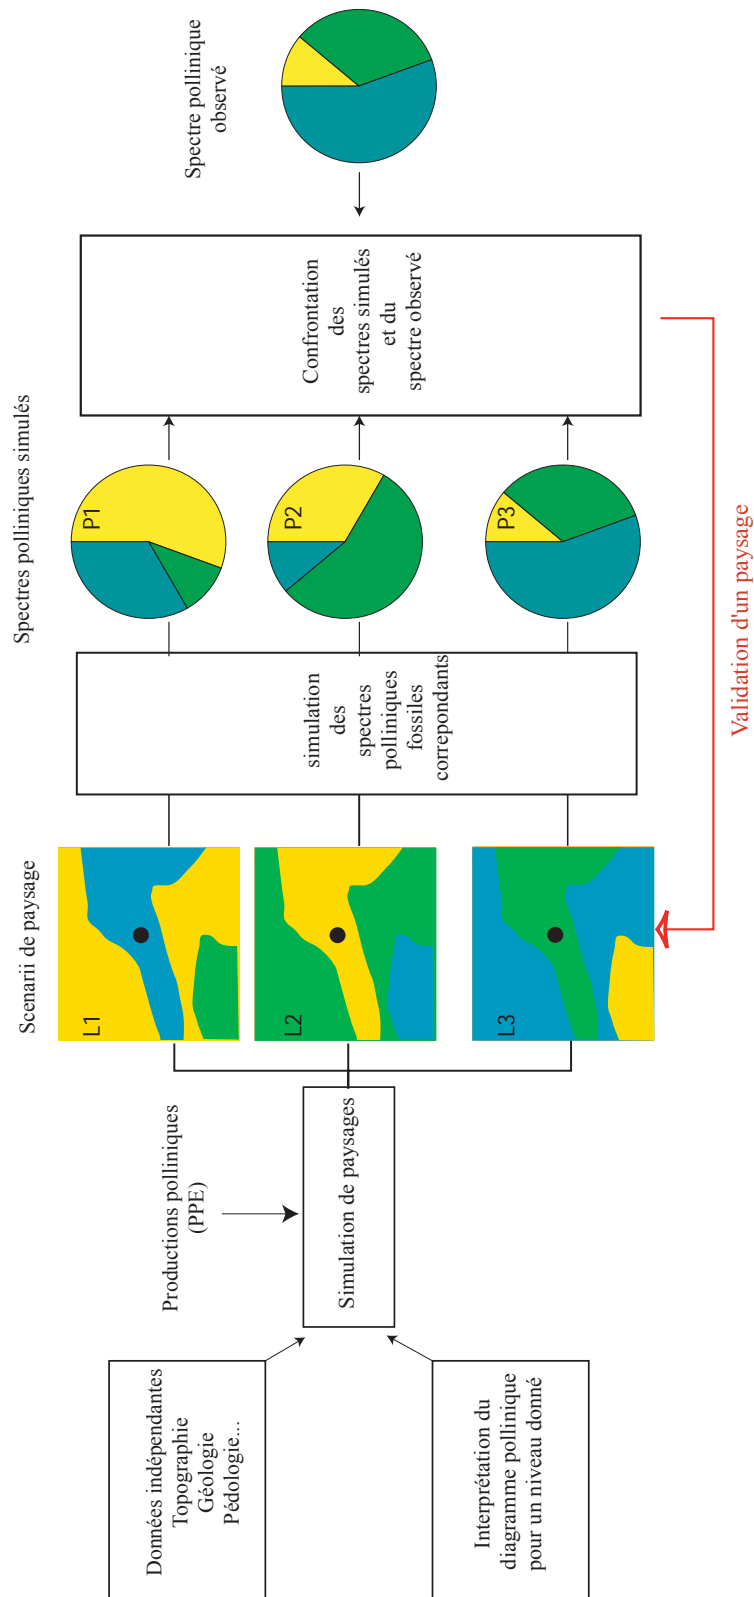 Données indépendantes
Topographie
Géologie
Pédologie...
Interprétation du
diagramme pollinique
pour un niveau donné
Productions polliniques
(PPE)
Simulation de paysages
Scenarii de paysage
L1
L2
L3
simulation
des
spectres
polliniques
fossiles
correpondants
Spectres polliniques simulés
P1
P2
P3
Confrontation
des
spectres simulés
et du
spectre observé
Spectre pollinique
observé
Validation d'un paysage